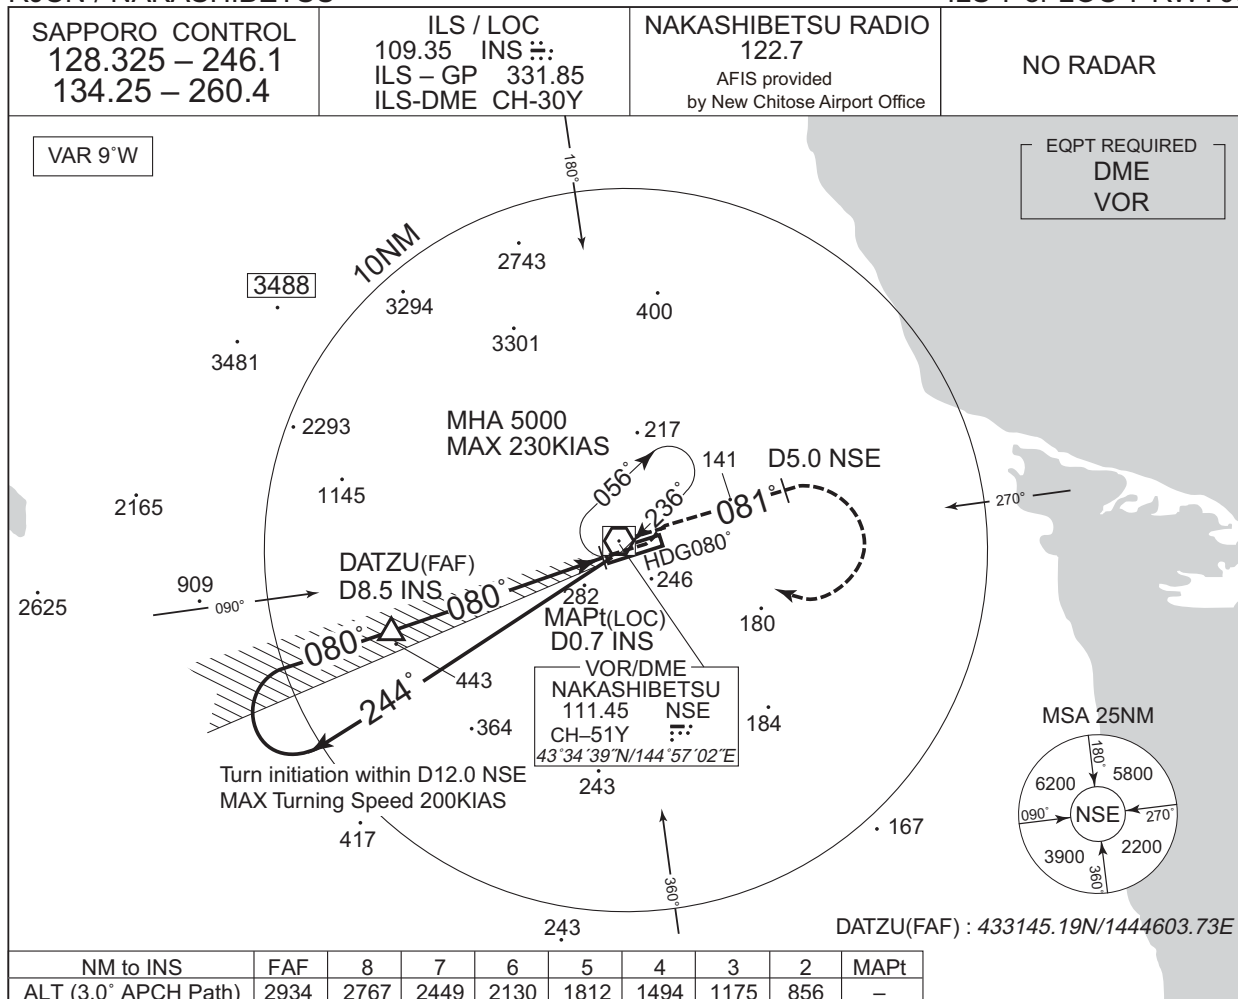 SAPPORO CONTROL
128.325 – 246.1
134.25 – 260.4
ILS / LOC
109.35 INS
ILS – GP 331.85
ILS-DME CH-30Y
NAKASHIBETSU RADIO
122.7
AFIS provided
by New Chitose Airport Office
NO RADAR
VAR 9°W
EQPT REQUIRED
DME
VOR
180°
10NM
2743
3488
3294
400
3301
3481
2293
MHA 5000
MAX 230KIAS
217
141
D5.0 NSE
056°
236°
081°
1145
2165
270°
HDG080°
DATZU(FAF)
D8.5 INS
909
2625
090°
080°
080°
282
246
MAPt(LOC)
D0.7 INS
180
443
244°
VOR/DME
NAKASHIBETSU
111.45 NSE
CH–51Y
43°34´39˝N/144°57´02˝E
364
184
Turn initiation within D12.0 NSE
MAX Turning Speed 200KIAS
243
417
167
360°
243
MSA 25NM
180°
6200
5800
090°
NSE
270°
3900
2200
360°
DATZU(FAF) : 433145.19N/1444603.73E
NM to INS FAF 8 7 6 5 4 3 2 MAPt
ALT (3.0° APCH Path) 2934 2767 2449 2130 1812 1494 1175 856 –